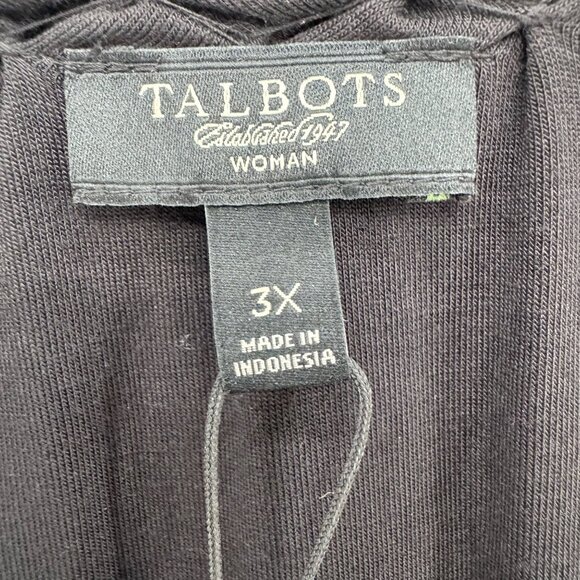 TALBOTS
Established 1947
WOMAN
3X
MADE IN
INDONESIA